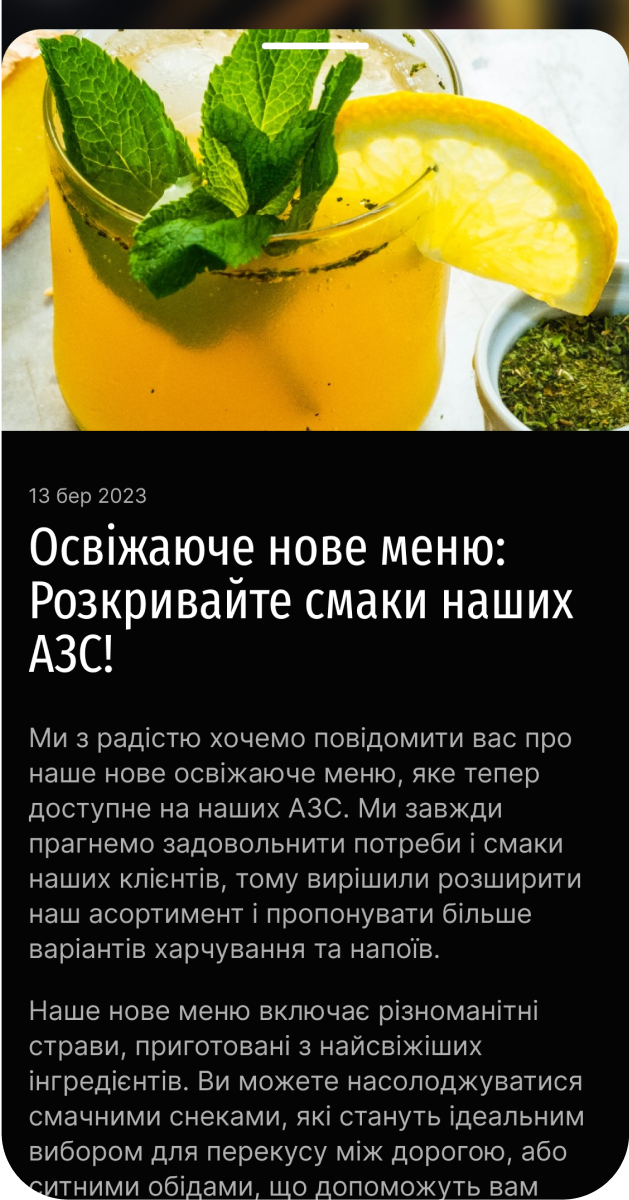 13 бер 2023
Освіжаюче нове меню:
Розкривайте смаки наших
АЗС!
Ми з радістю хочемо повідомити вас про
наше нове освіжаюче меню, яке тепер
доступне на наших АЗС. Ми завжди
прагнемо задовольнити потреби і смаки
наших клієнтів, тому вирішили розширити
наш асортимент і пропонувати більше
варіантів харчування та напоїв.
Наше нове меню включає різноманітні
страви, приготовані з найсвіжіших
інгредієнтів. Ви можете насолоджуватися
смачними снеками, які стануть ідеальним
вибором для перекусу між дорогою, або
ситними обідами, що допоможуть вам